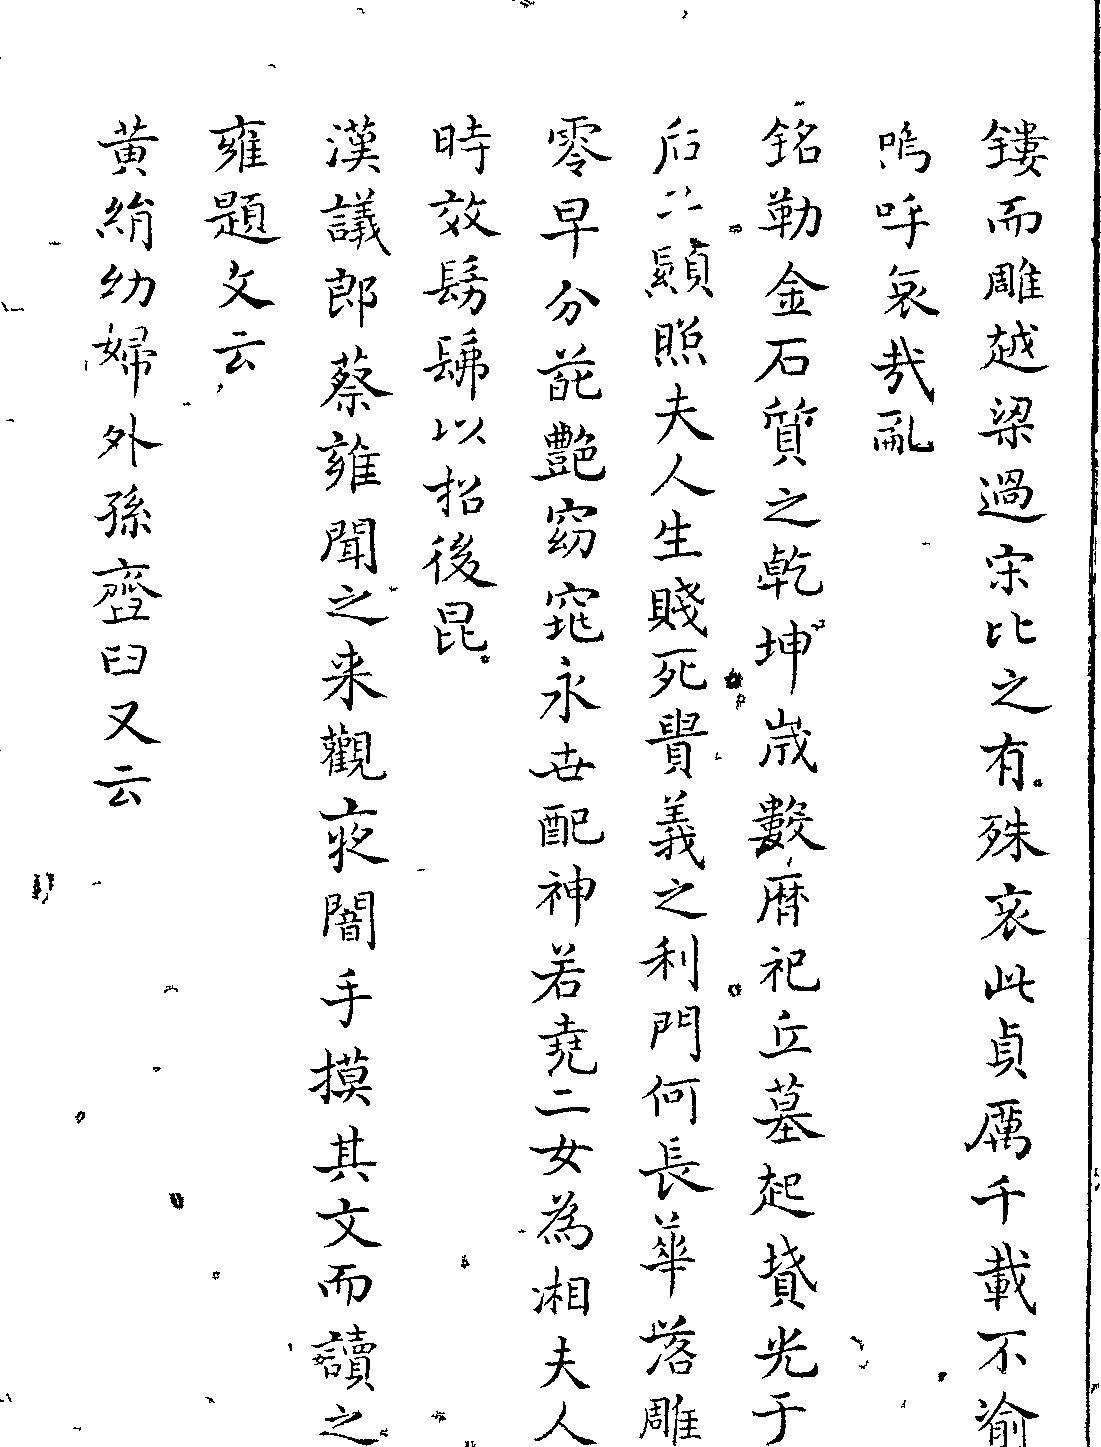 鏤而雕越梁過宋比之有殊哀此貞厲千載不渝
嗚呼哀哉亂
銘勒金石質之乾坤歲數曆祀丘墓起墳光于
后土顯照夫人生賤死貴義之利門何長華落雕
零早分葩艷窈窕永世配神若堯二女為湘夫人
時效髣髴以招後昆
漢議郎蔡雍聞之来觀夜闇手摸其文而讀之
雍題文云
黃絹幼婦外孫齏臼又云